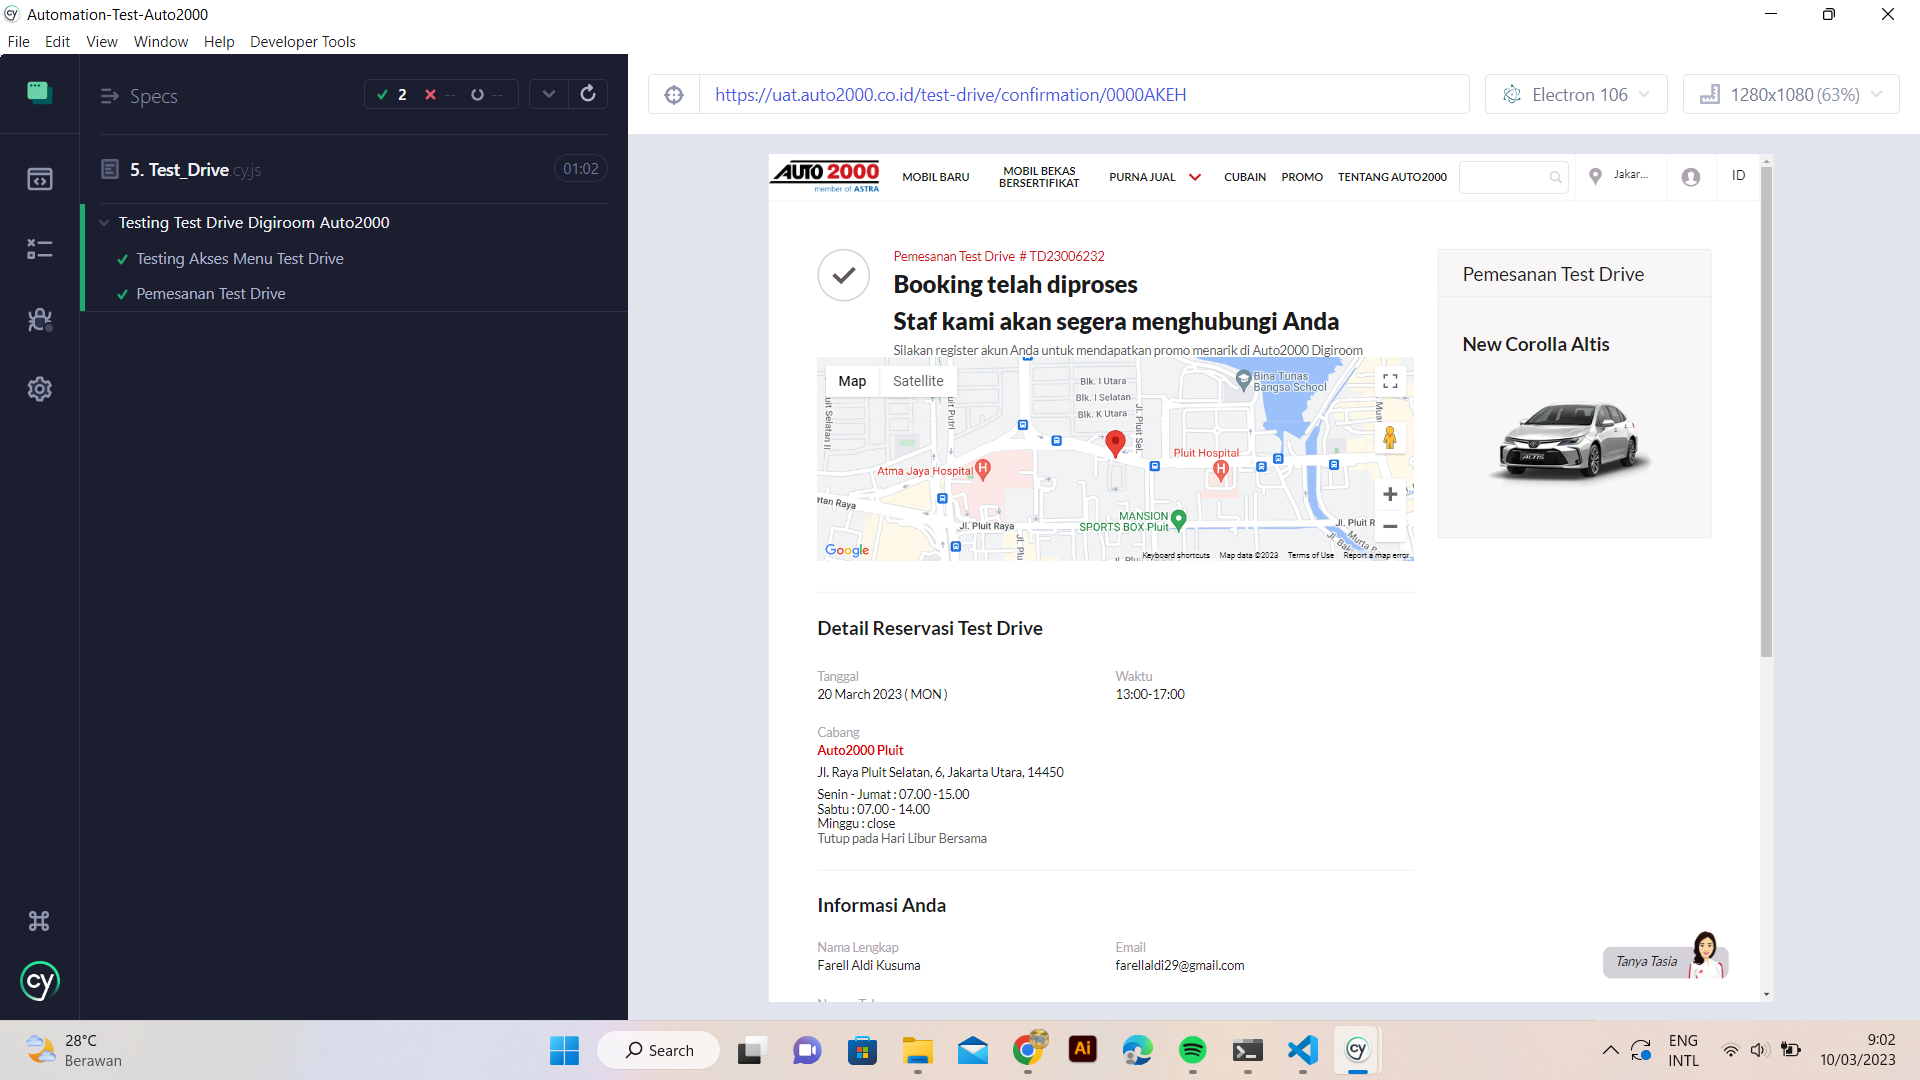 Automation-Test-Auto2000
File Edit View Window Help Developer Tools
Specs
2 -- --
5. Test_Drive.cy.js
01:02
Testing Test Drive Digiroom Auto2000
Testing Akses Menu Test Drive
Pemesanan Test Drive
cy
https://uat.auto2000.co.id/test-drive/confirmation/0000AKEH
Electron 106
1280x1080 (63%)
AUTO 2000
member of ASTRA
MOBIL BARU
MOBIL BEKAS
BERSERTIFIKAT
PURNA JUAL
CUBAIN
PROMO
TENTANG AUTO2000
Jakar...
ID
Pemesanan Test Drive # TD23006232
Booking telah diproses
Staf kami akan segera menghubungi Anda
Silakan register akun Anda untuk mendapatkan promo menarik di Auto2000 Digiroom
Map Satellite
Blk. I Utara
Blk. I Selatan
Blk. K Utara
Jl. Pluit Sel.
Bina Tunas
Bangsa School
Pluit Hospital
Atma Jaya Hospital
MANSION
SPORTS BOX Pluit
Jl. Pluit Raya
Google
Keyboard shortcuts
Map data ©2023
Terms of Use
Report a map error
Pemesanan Test Drive
New Corolla Altis
ALTIS
Detail Reservasi Test Drive
Tanggal
20 March 2023 ( MON )
Waktu
13:00-17:00
Cabang
Auto2000 Pluit
Jl. Raya Pluit Selatan, 6, Jakarta Utara, 14450
Senin - Jumat : 07.00 -15.00
Sabtu : 07.00 - 14.00
Minggu : close
Tutup pada Hari Libur Bersama
Informasi Anda
Nama Lengkap
Farell Aldi Kusuma
Email
farellaldi29@gmail.com
Tanya Tasia
28°C
Berawan
Search
Ai
cy
ENG
INTL
9:02
10/03/2023